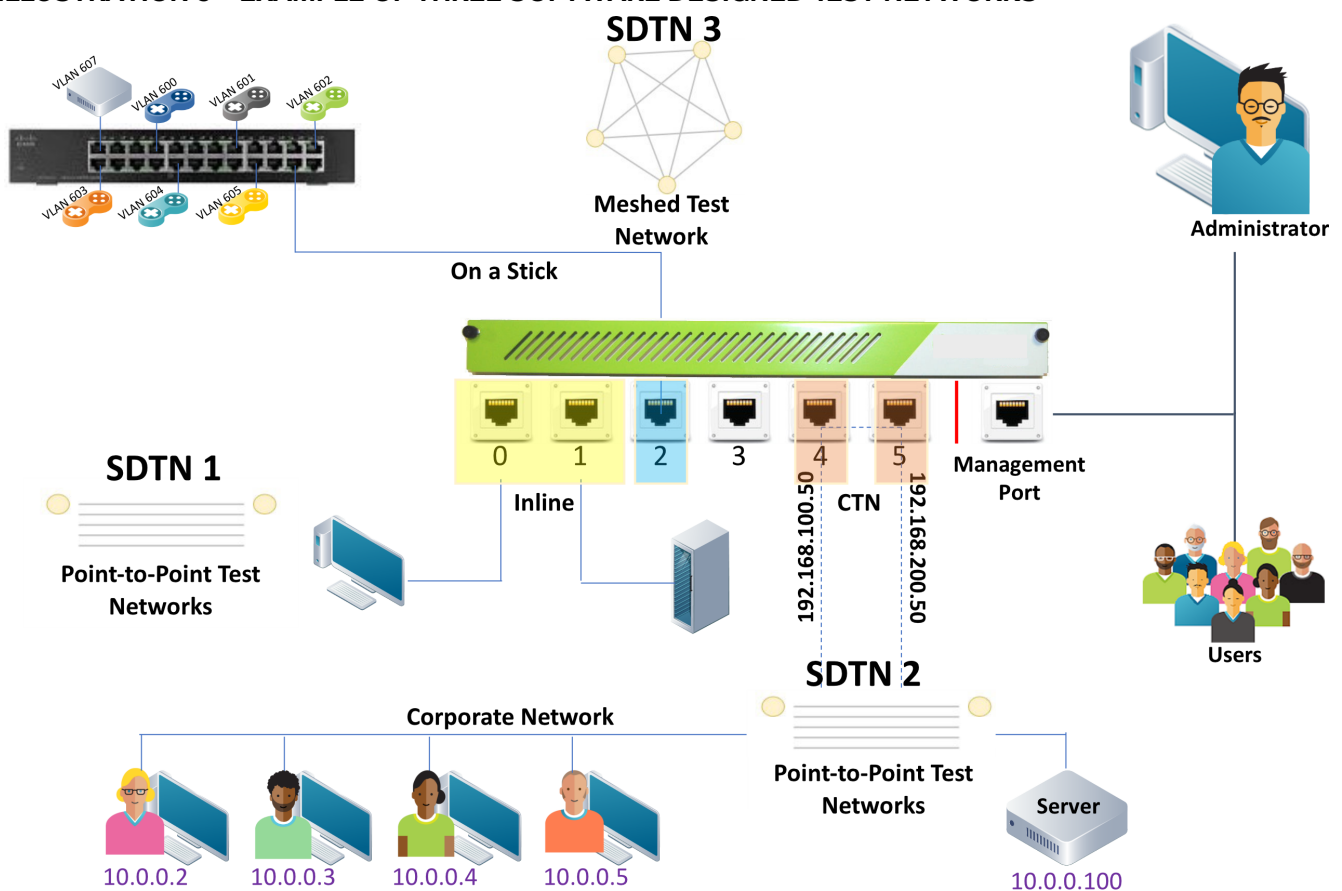 SDTN 3
VLAN 607
VLAN 600
VLAN 601
VLAN 602
VLAN 603
VLAN 604
VLAN 605
Meshed Test
Network
Administrator
On a Stick
0
1
2
3
4
5
Inline
CTN
Management
Port
192.168.100.50
192.168.200.50
SDTN 1
Point-to-Point Test
Networks
Users
SDTN 2
Corporate Network
Point-to-Point Test
Networks
Server
10.0.0.2
10.0.0.3
10.0.0.4
10.0.0.5
10.0.0.100